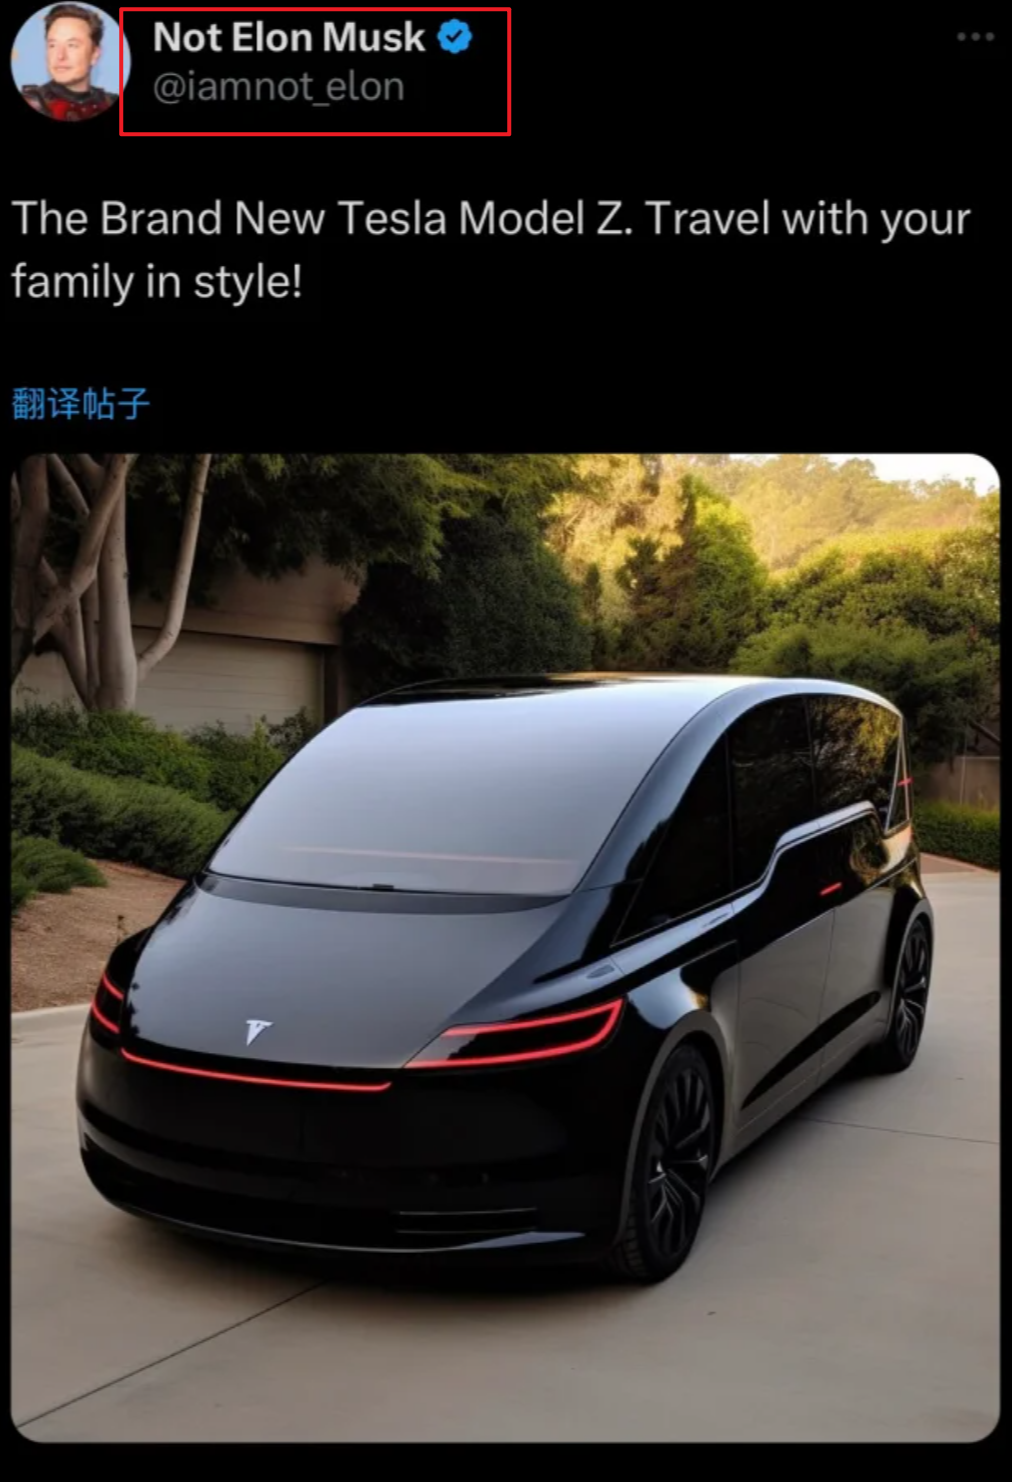 Not Elon Musk
@iamnot_elon
The Brand New Tesla Model Z. Travel with your
family in style!
翻译帖子